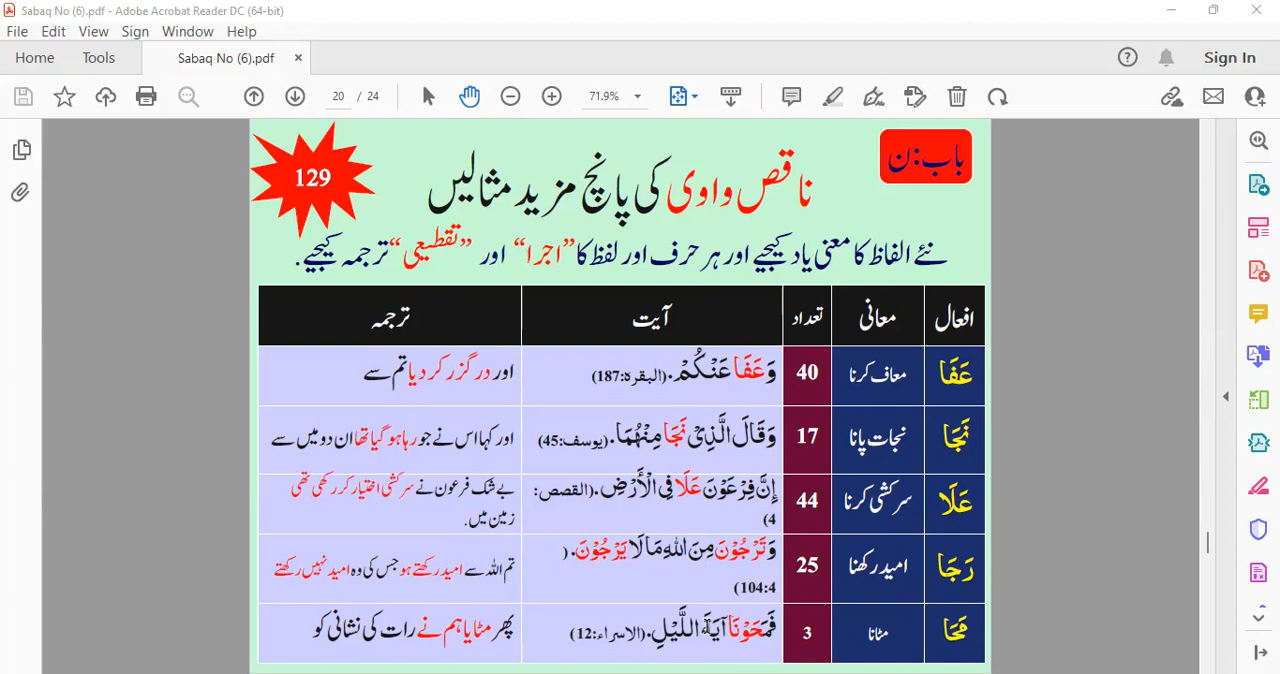 Sabaq No (6).pdf - Adobe Acrobat Reader DC (64-bit)
File Edit View Sign Window Help
Home Tools Sabaq No (6).pdf × Sign In
20 / 24 71.9%
باب:ن
129
ناقص واوی کی پانچ مزید مثالیں
نئے الفاظ کا معنی یاد کیجیے اور ہر حرف اور لفظ کا "اجرا" اور "تقطیعی" ترجمہ کیجیے۔
افعال معانی تعداد آیت ترجمہ
عَفَا معاف کرنا 40 وَعَفَا عَنْكُمْ. (البقرہ:187) اور درگزر کر دیا تم سے
نَجَا نجات پانا 17 وَقَالَ الَّذِیْ نَجَا مِنْهُمَا. (یوسف:45) اور کہا اس نے جو رہا ہو گیا تھا ان دو میں سے
عَلَا سرکشی کرنا 44 إِنَّ فِرْعَوْنَ عَلَا فِی الْأَرْضِ. (القصص: 4) بے شک فرعون نے سرکشی اختیار کر رکھی تھی زمین میں.
رَجَا امید رکھنا 25 وَتَرْجُوْنَ مِنَ اللہِ مَا لَا یَرْجُوْنَ. (104:4) تم اللہ سے امید رکھتے ہو جس کی وہ امید نہیں رکھتے
مَحَا مٹانا 3 فَمَحَوْنَا آیَةَ اللَّیْلِ. (الاسراء:12) پھر مٹایا ہم نے رات کی نشانی کو